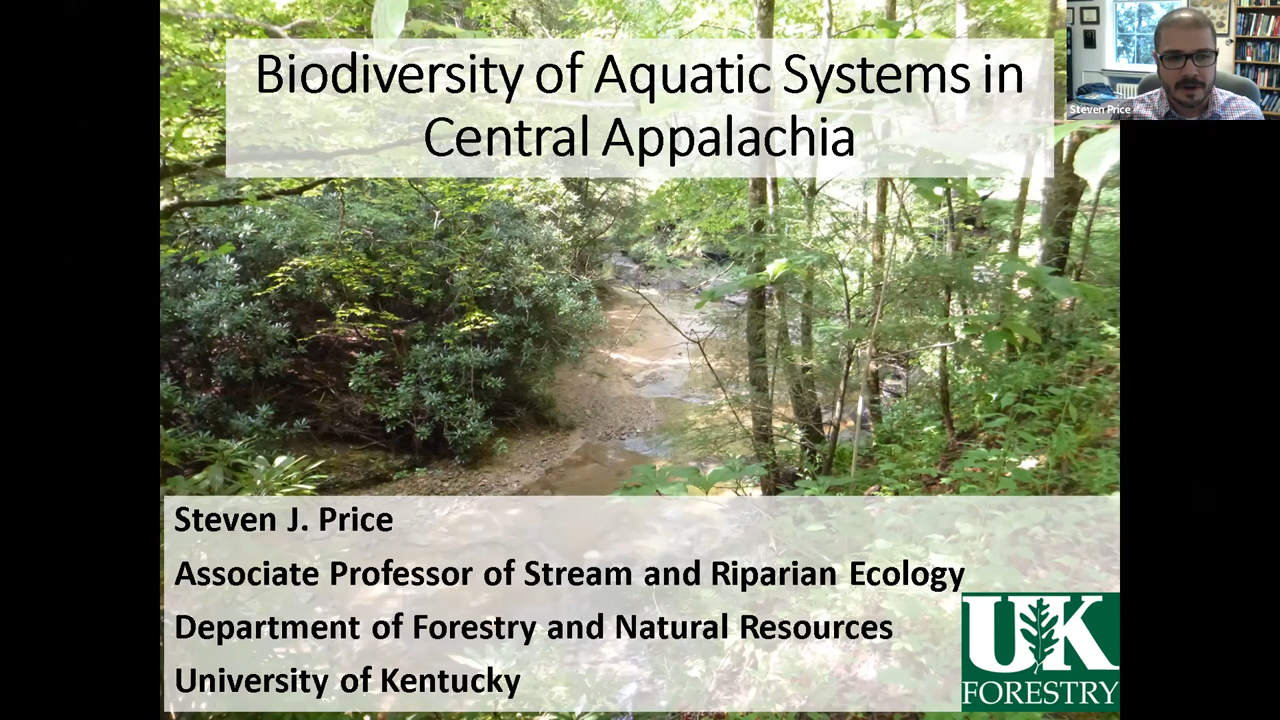 Biodiversity of Aquatic Systems in
Central Appalachia
Steven Price
Steven J. Price
Associate Professor of Stream and Riparian Ecology
Department of Forestry and Natural Resources
University of Kentucky
UK
FORESTRY